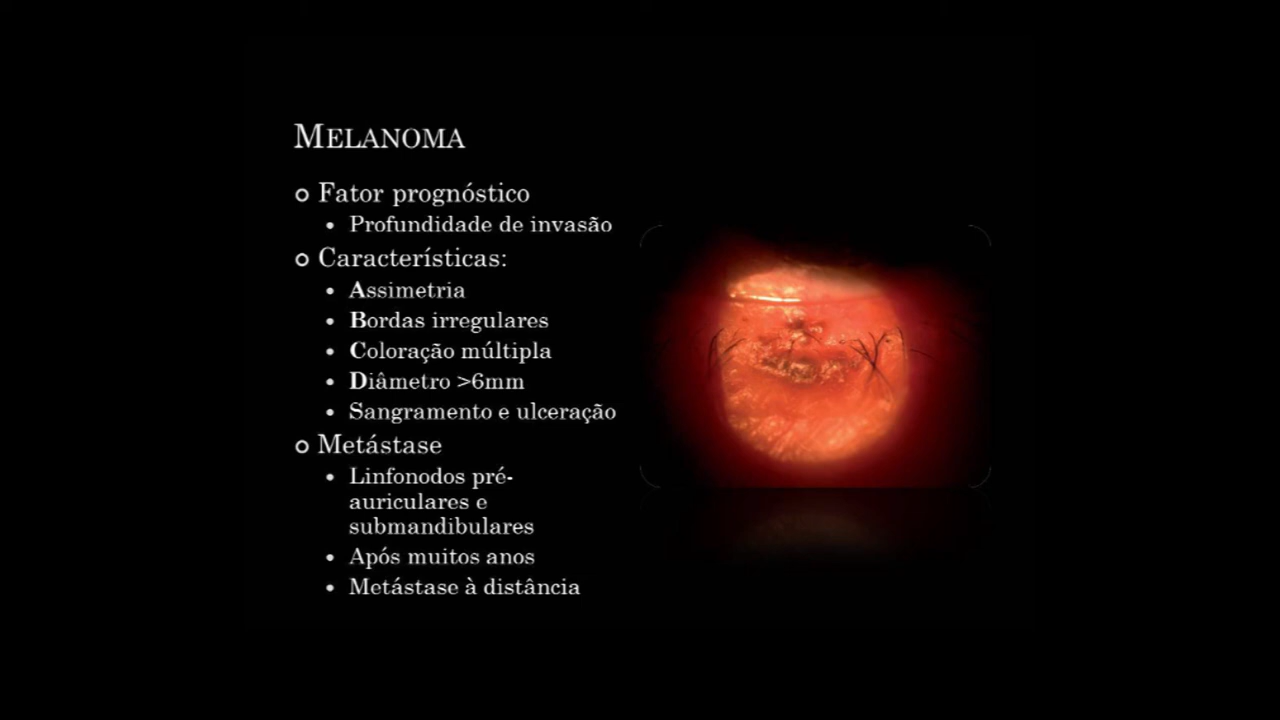 MELANOMA
Fator prognóstico
Profundidade de invasão
Características:
Assimetria
Bordas irregulares
Coloração múltipla
Diâmetro >6mm
Sangramento e ulceração
Metástase
Linfonodos pré-
auriculares e
submandibulares
Após muitos anos
Metástase à distância